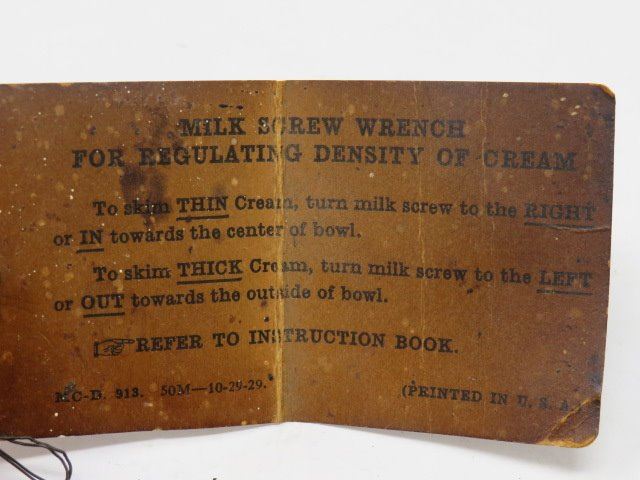 MILK SCREW WRENCH
FOR REGULATING DENSITY OF CREAM
To skim THIN Cream, turn milk screw to the RIGHT
or IN towards the center of bowl.
To skim THICK Cream, turn milk screw to the LEFT
or OUT towards the outside of bowl.
REFER TO INSTRUCTION BOOK.
MC-D. 913. 50M—10-29-29. (PRINTED IN U. S. A.